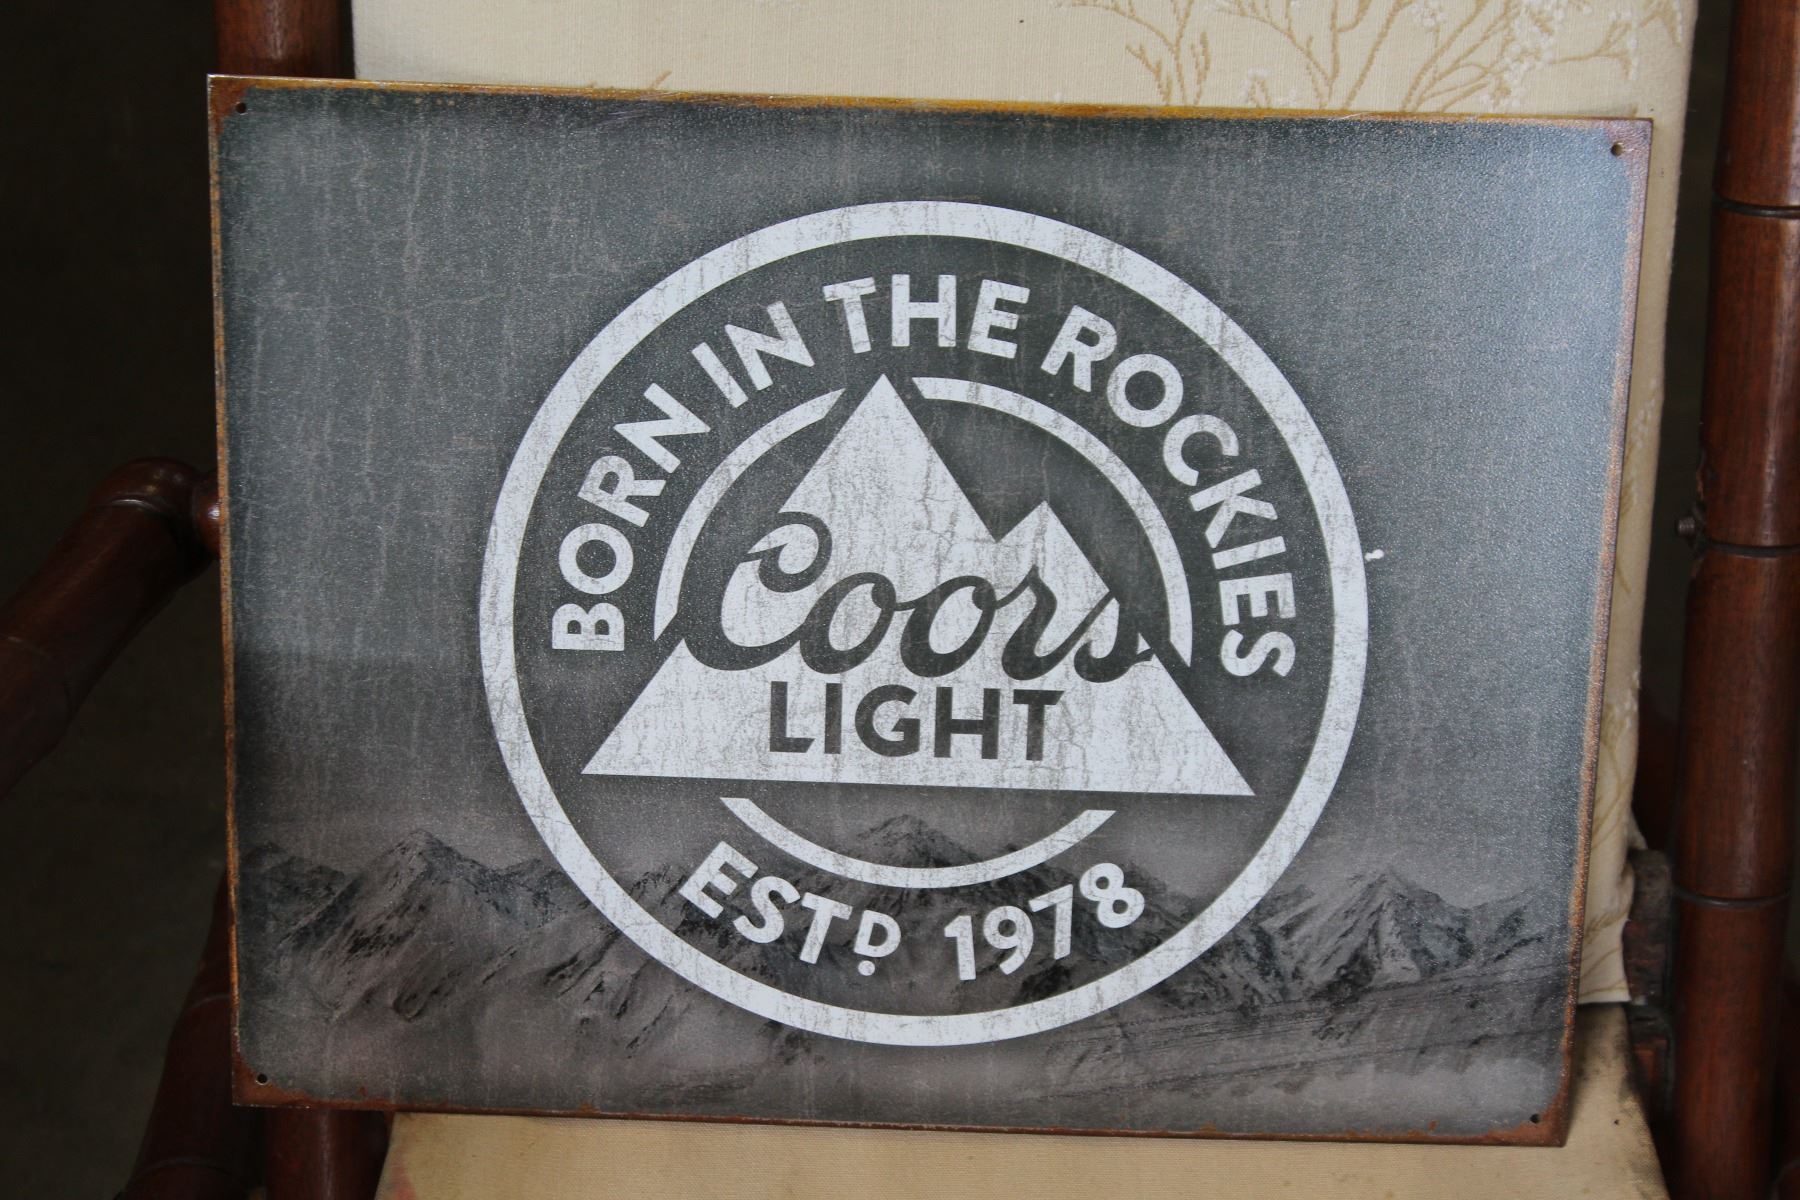 BORN IN THE ROCKIES
Coors
LIGHT
ESTD 1978